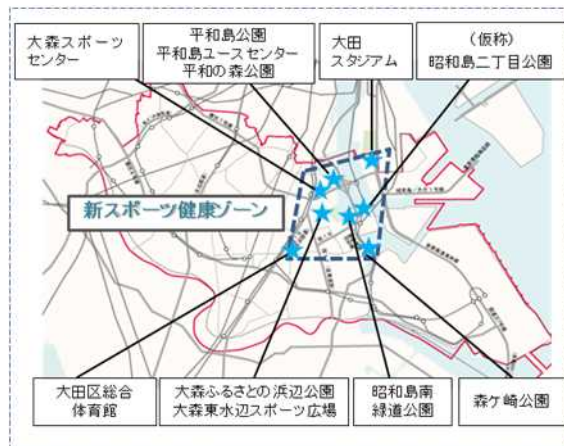 大森スポーツ
センター
平和島公園
平和島ユースセンター
平和の森公園
大田
スタジアム
（仮称）
昭和島二丁目公園
新スポーツ健康ゾーン
大田区総合
体育館
大森ふるさとの浜辺公園
大森東水辺スポーツ広場
昭和島南
緑道公園
森ケ崎公園